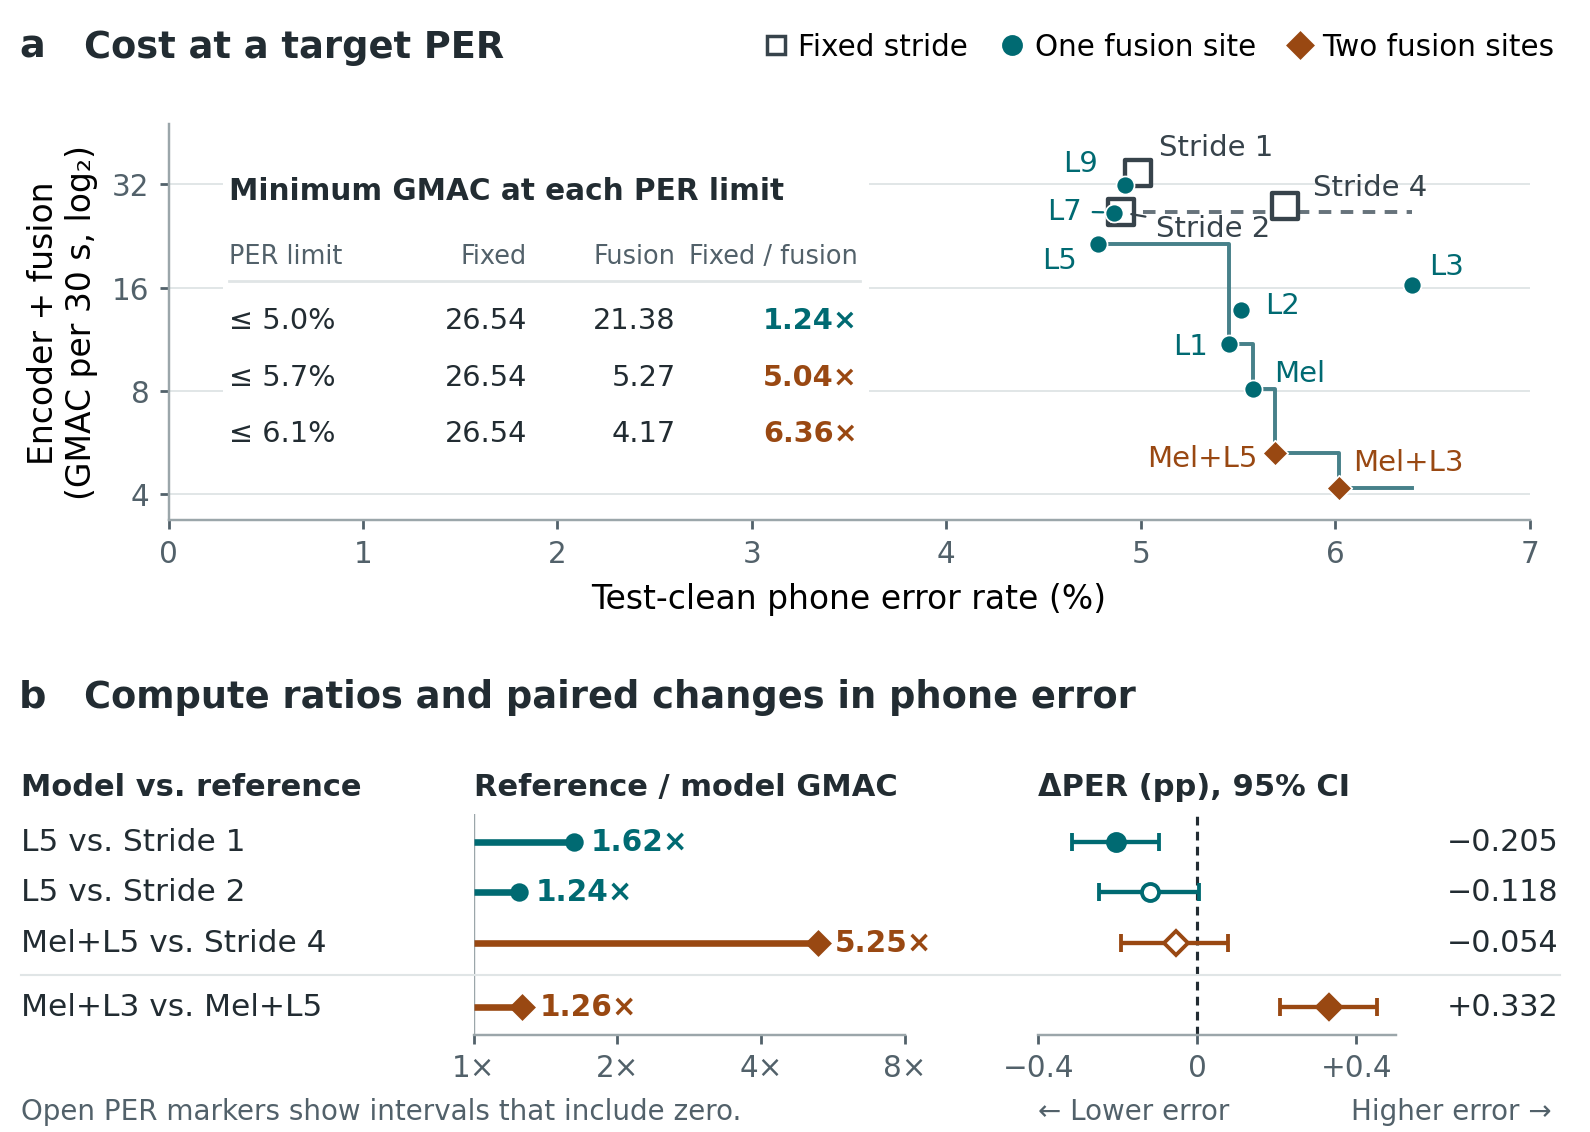 a Cost at a target PER
Fixed stride One fusion site Two fusion sites
Encoder + fusion
(GMAC per 30 s, log₂)
32
16
8
4
Minimum GMAC at each PER limit
PER limit Fixed Fusion Fixed / fusion
≤ 5.0% 26.54 21.38 1.24×
≤ 5.7% 26.54 5.27 5.04×
≤ 6.1% 26.54 4.17 6.36×
Stride 1
L9
Stride 4
L7
Stride 2
L5
L3
L2
L1
Mel
Mel+L5
Mel+L3
0 1 2 3 4 5 6 7
Test-clean phone error rate (%)
b Compute ratios and paired changes in phone error
Model vs. reference Reference / model GMAC ΔPER (pp), 95% CI
L5 vs. Stride 1 1.62× −0.205
L5 vs. Stride 2 1.24× −0.118
Mel+L5 vs. Stride 4 5.25× −0.054
Mel+L3 vs. Mel+L5 1.26× +0.332
1× 2× 4× 8× −0.4 0 +0.4
Open PER markers show intervals that include zero. ← Lower error Higher error →